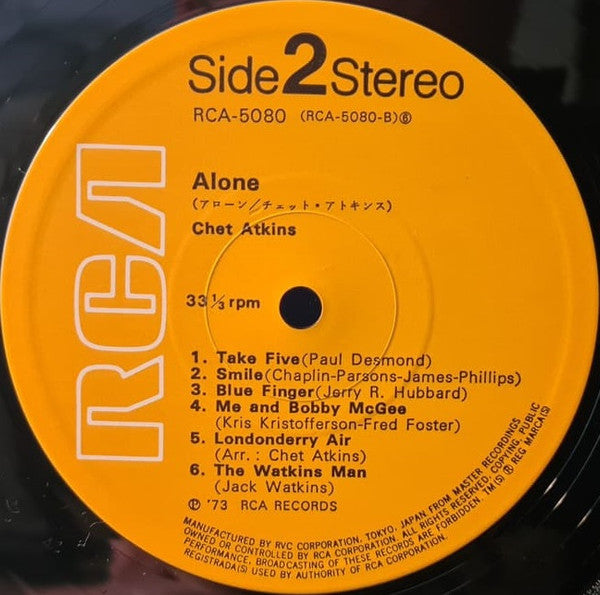 Side 2 Stereo
RCA-5080 (RCA-5080-B)⑥
RCA
Alone
(アローン/チェット・アトキンス)
Chet Atkins
33 ⅓ rpm
1. Take Five (Paul Desmond)
2. Smile (Chaplin-Parsons-James-Phillips)
3. Blue Finger (Jerry R. Hubbard)
4. Me and Bobby McGee
(Kris Kristofferson-Fred Foster)
5. Londonderry Air
(Arr. : Chet Atkins)
6. The Watkins Man
(Jack Watkins)
℗ '73 RCA RECORDS
MANUFACTURED BY RVC CORPORATION, TOKYO, JAPAN. FROM MASTER RECORDINGS
OWNED OR CONTROLLED BY RCA CORPORATION. ALL RIGHTS RESERVED. COPYING, PUBLIC
PERFORMANCE, BROADCASTING OF THESE RECORDS ARE FORBIDDEN. TM(S) ® REG MARCA(S)
REGISTRADA(S) USED BY AUTHORITY OF RCA CORPORATION.